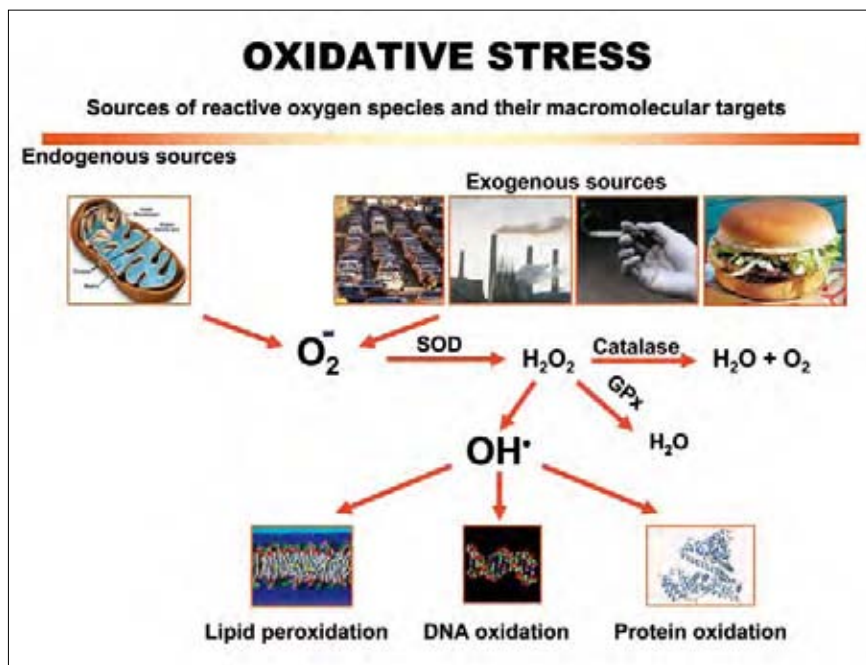 OXIDATIVE STRESS
Sources of reactive oxygen species and their macromolecular targets
Endogenous sources
Exogenous sources
O₂⁻
SOD
H₂O₂
Catalase
H₂O + O₂
GPx
H₂O
OH•
Lipid peroxidation
DNA oxidation
Protein oxidation